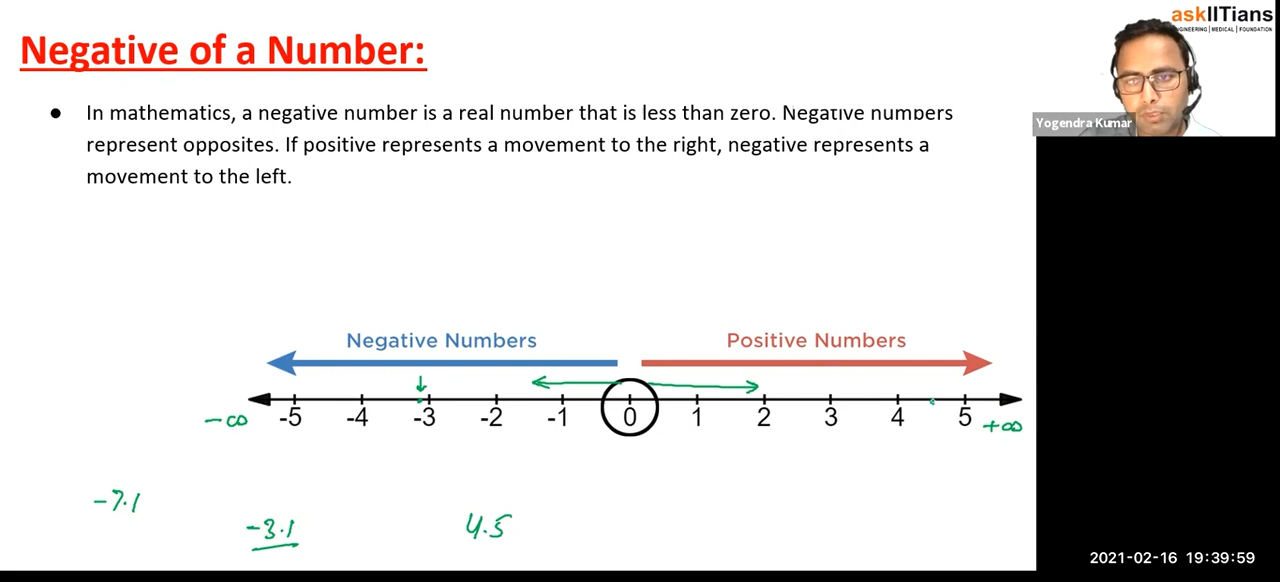 askIITians
ENGINEERING | MEDICAL | FOUNDATION
Negative of a Number:
Yogendra Kumar
● In mathematics, a negative number is a real number that is less than zero. Negative numbers
represent opposites. If positive represents a movement to the right, negative represents a
movement to the left.
Negative Numbers Positive Numbers
-∞ -5 -4 -3 -2 -1 0 1 2 3 4 5 +∞
-7.1
-3.1 4.5
2021-02-16 19:39:59